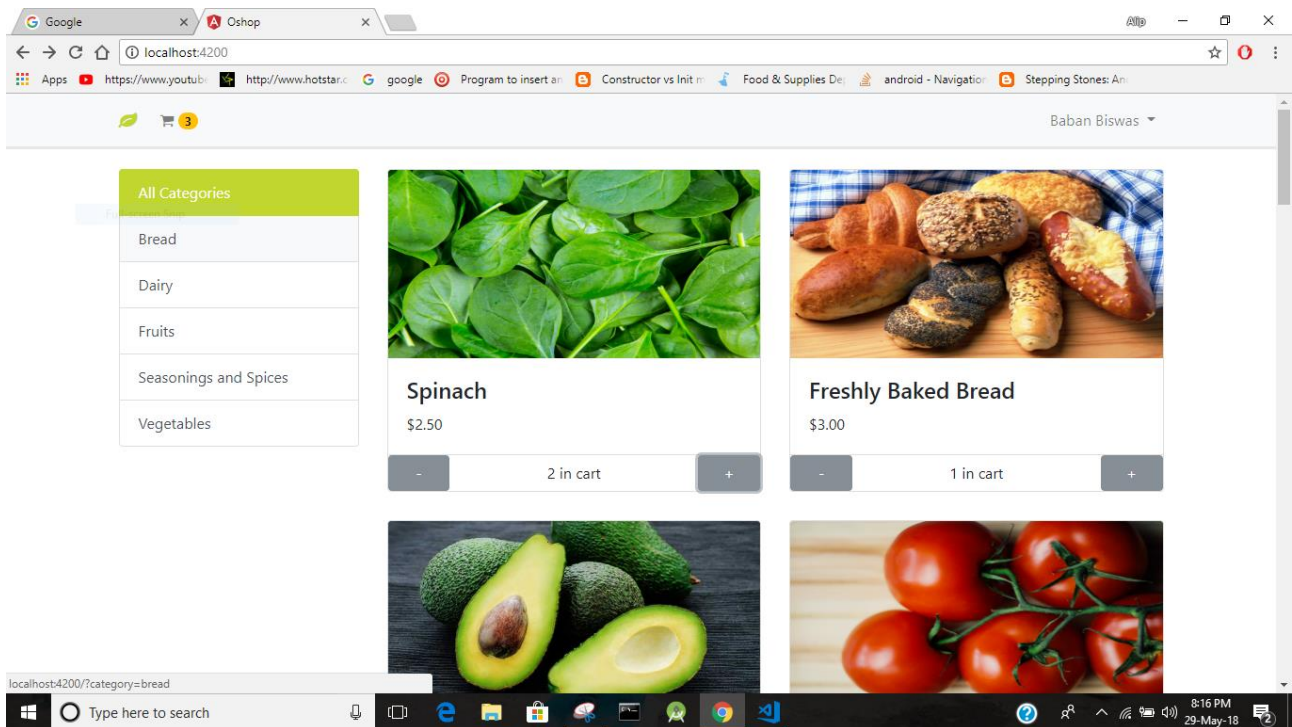 Google
Oshop
Alip
localhost:4200
Apps
https://www.youtub
http://www.hotstar.c
google
Program to insert an
Constructor vs Init m
Food & Supplies De
android - Navigation
Stepping Stones: An
3
Baban Biswas
All Categories
Bread
Dairy
Fruits
Seasonings and Spices
Vegetables
Spinach
$2.50
- 2 in cart +
Freshly Baked Bread
$3.00
- 1 in cart +
localhost:4200/?category=bread
Type here to search
8:16 PM
29-May-18
2